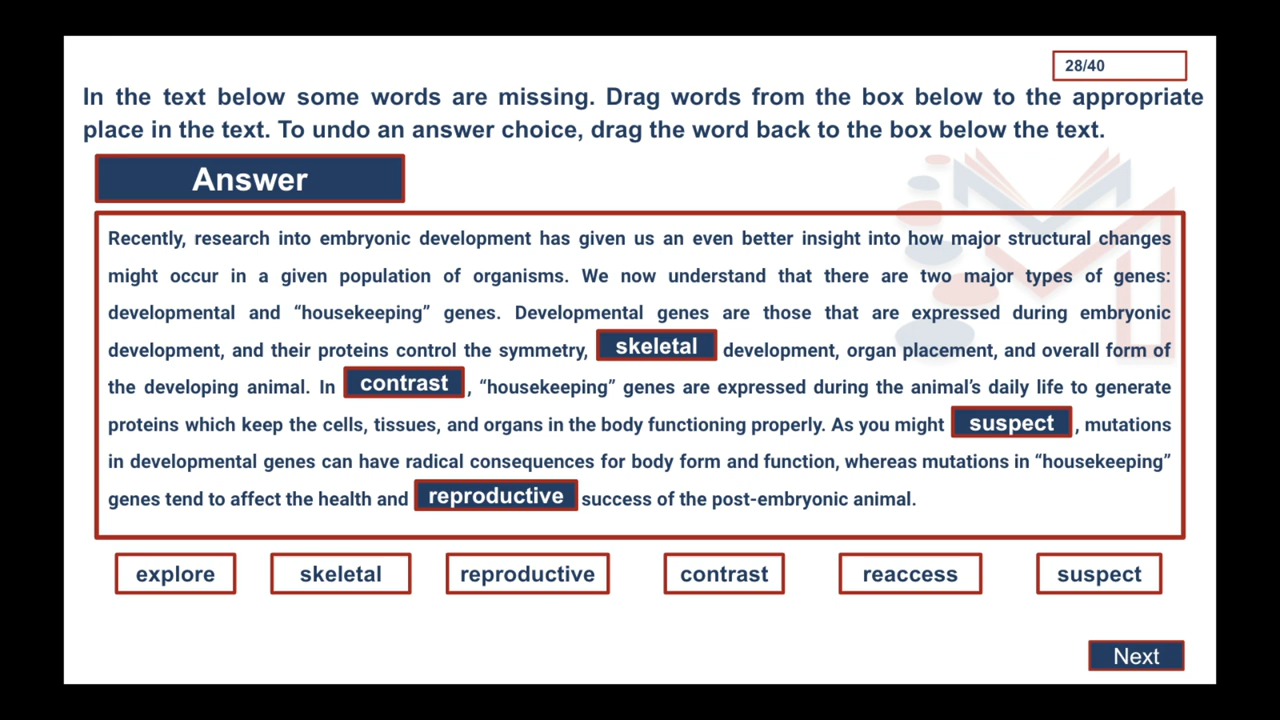 28/40
In the text below some words are missing. Drag words from the box below to the appropriate
place in the text. To undo an answer choice, drag the word back to the box below the text.
Answer
Recently, research into embryonic development has given us an even better insight into how major structural changes
might occur in a given population of organisms. We now understand that there are two major types of genes:
developmental and “housekeeping” genes. Developmental genes are those that are expressed during embryonic
development, and their proteins control the symmetry, skeletal development, organ placement, and overall form of
the developing animal. In contrast , “housekeeping” genes are expressed during the animal’s daily life to generate
proteins which keep the cells, tissues, and organs in the body functioning properly. As you might suspect , mutations
in developmental genes can have radical consequences for body form and function, whereas mutations in “housekeeping”
genes tend to affect the health and reproductive success of the post-embryonic animal.
explore skeletal reproductive contrast reaccess suspect
Next